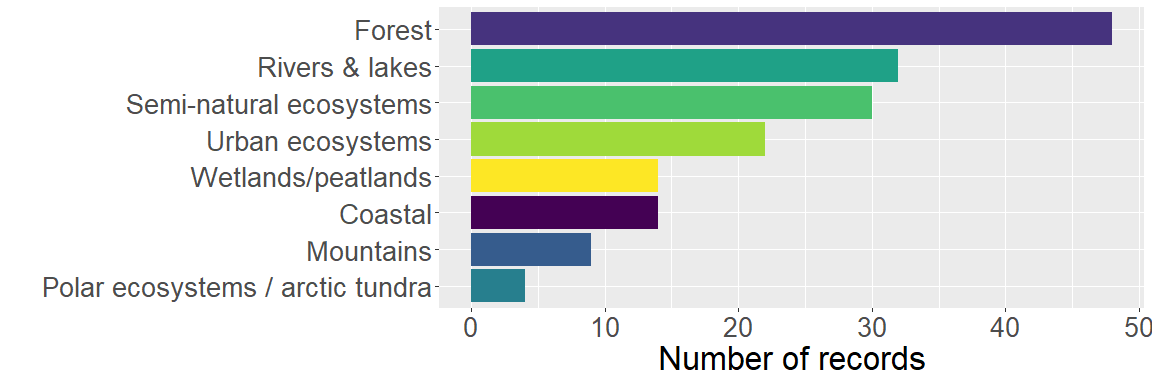 Forest
Rivers & lakes
Semi-natural ecosystems
Urban ecosystems
Wetlands/peatlands
Coastal
Mountains
Polar ecosystems / arctic tundra
0 10 20 30 40 50
Number of records